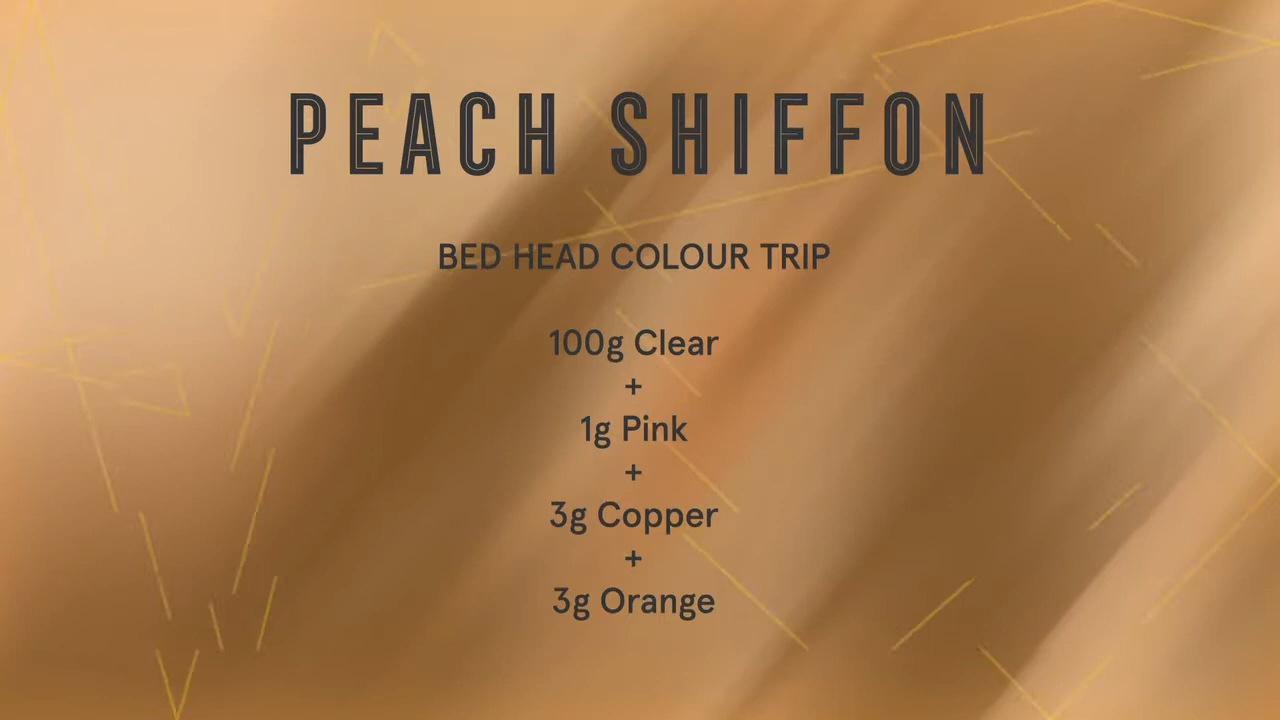 PEACH SHIFFON
BED HEAD COLOUR TRIP
100g Clear
+
1g Pink
+
3g Copper
+
3g Orange